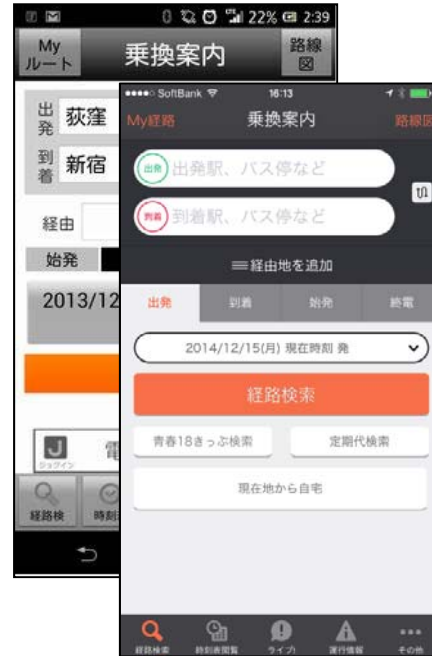 22% 2:39
My
ルート
乗換案内
路線
図
出発
荻窪
到着
新宿
経由
始発
2013/12
電
ジョブイン
経路検
時刻
SoftBank 16:13
My経路
乗換案内
路線図
出発
出発駅、バス停など
到着
到着駅、バス停など
経由地を追加
出発
到着
始発
終電
2014/12/15(月) 現在時刻 発
経路検索
青春18きっぷ検索
定期代検索
現在地から自宅
経路検索
時刻表閲覧
ライブ!
運行情報
その他